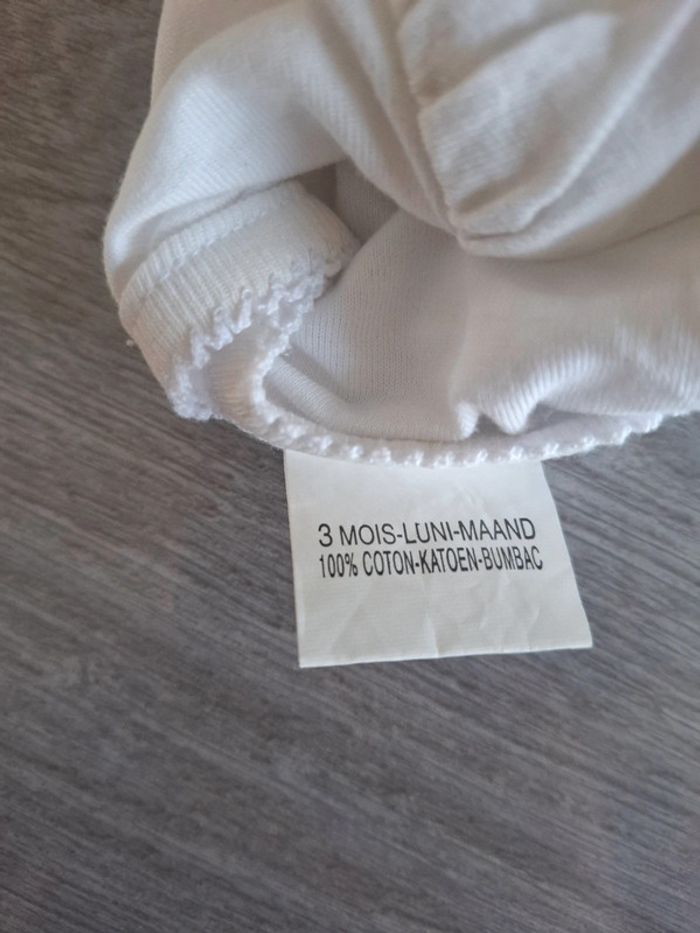 3 MOIS-LUNI-MAAND
100% COTON-KATOEN-BUMBAC